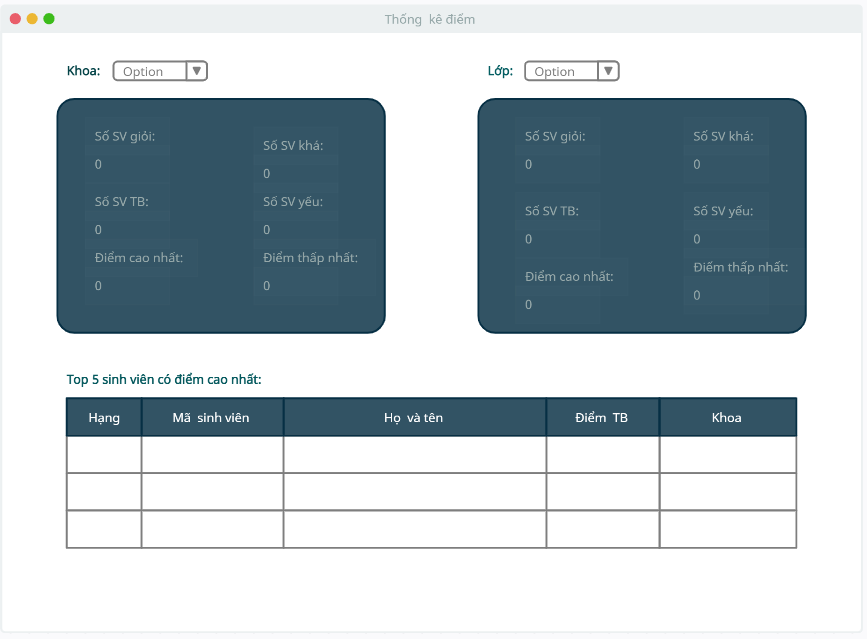 Thống kê điểm
Khoa: Option
Lớp: Option
Số SV giỏi:
0
Số SV khá:
0
Số SV TB:
0
Số SV yếu:
0
Điểm cao nhất:
0
Điểm thấp nhất:
0
Số SV giỏi:
0
Số SV khá:
0
Số SV TB:
0
Số SV yếu:
0
Điểm cao nhất:
0
Điểm thấp nhất:
0
Top 5 sinh viên có điểm cao nhất:
Hạng Mã sinh viên Họ và tên Điểm TB Khoa